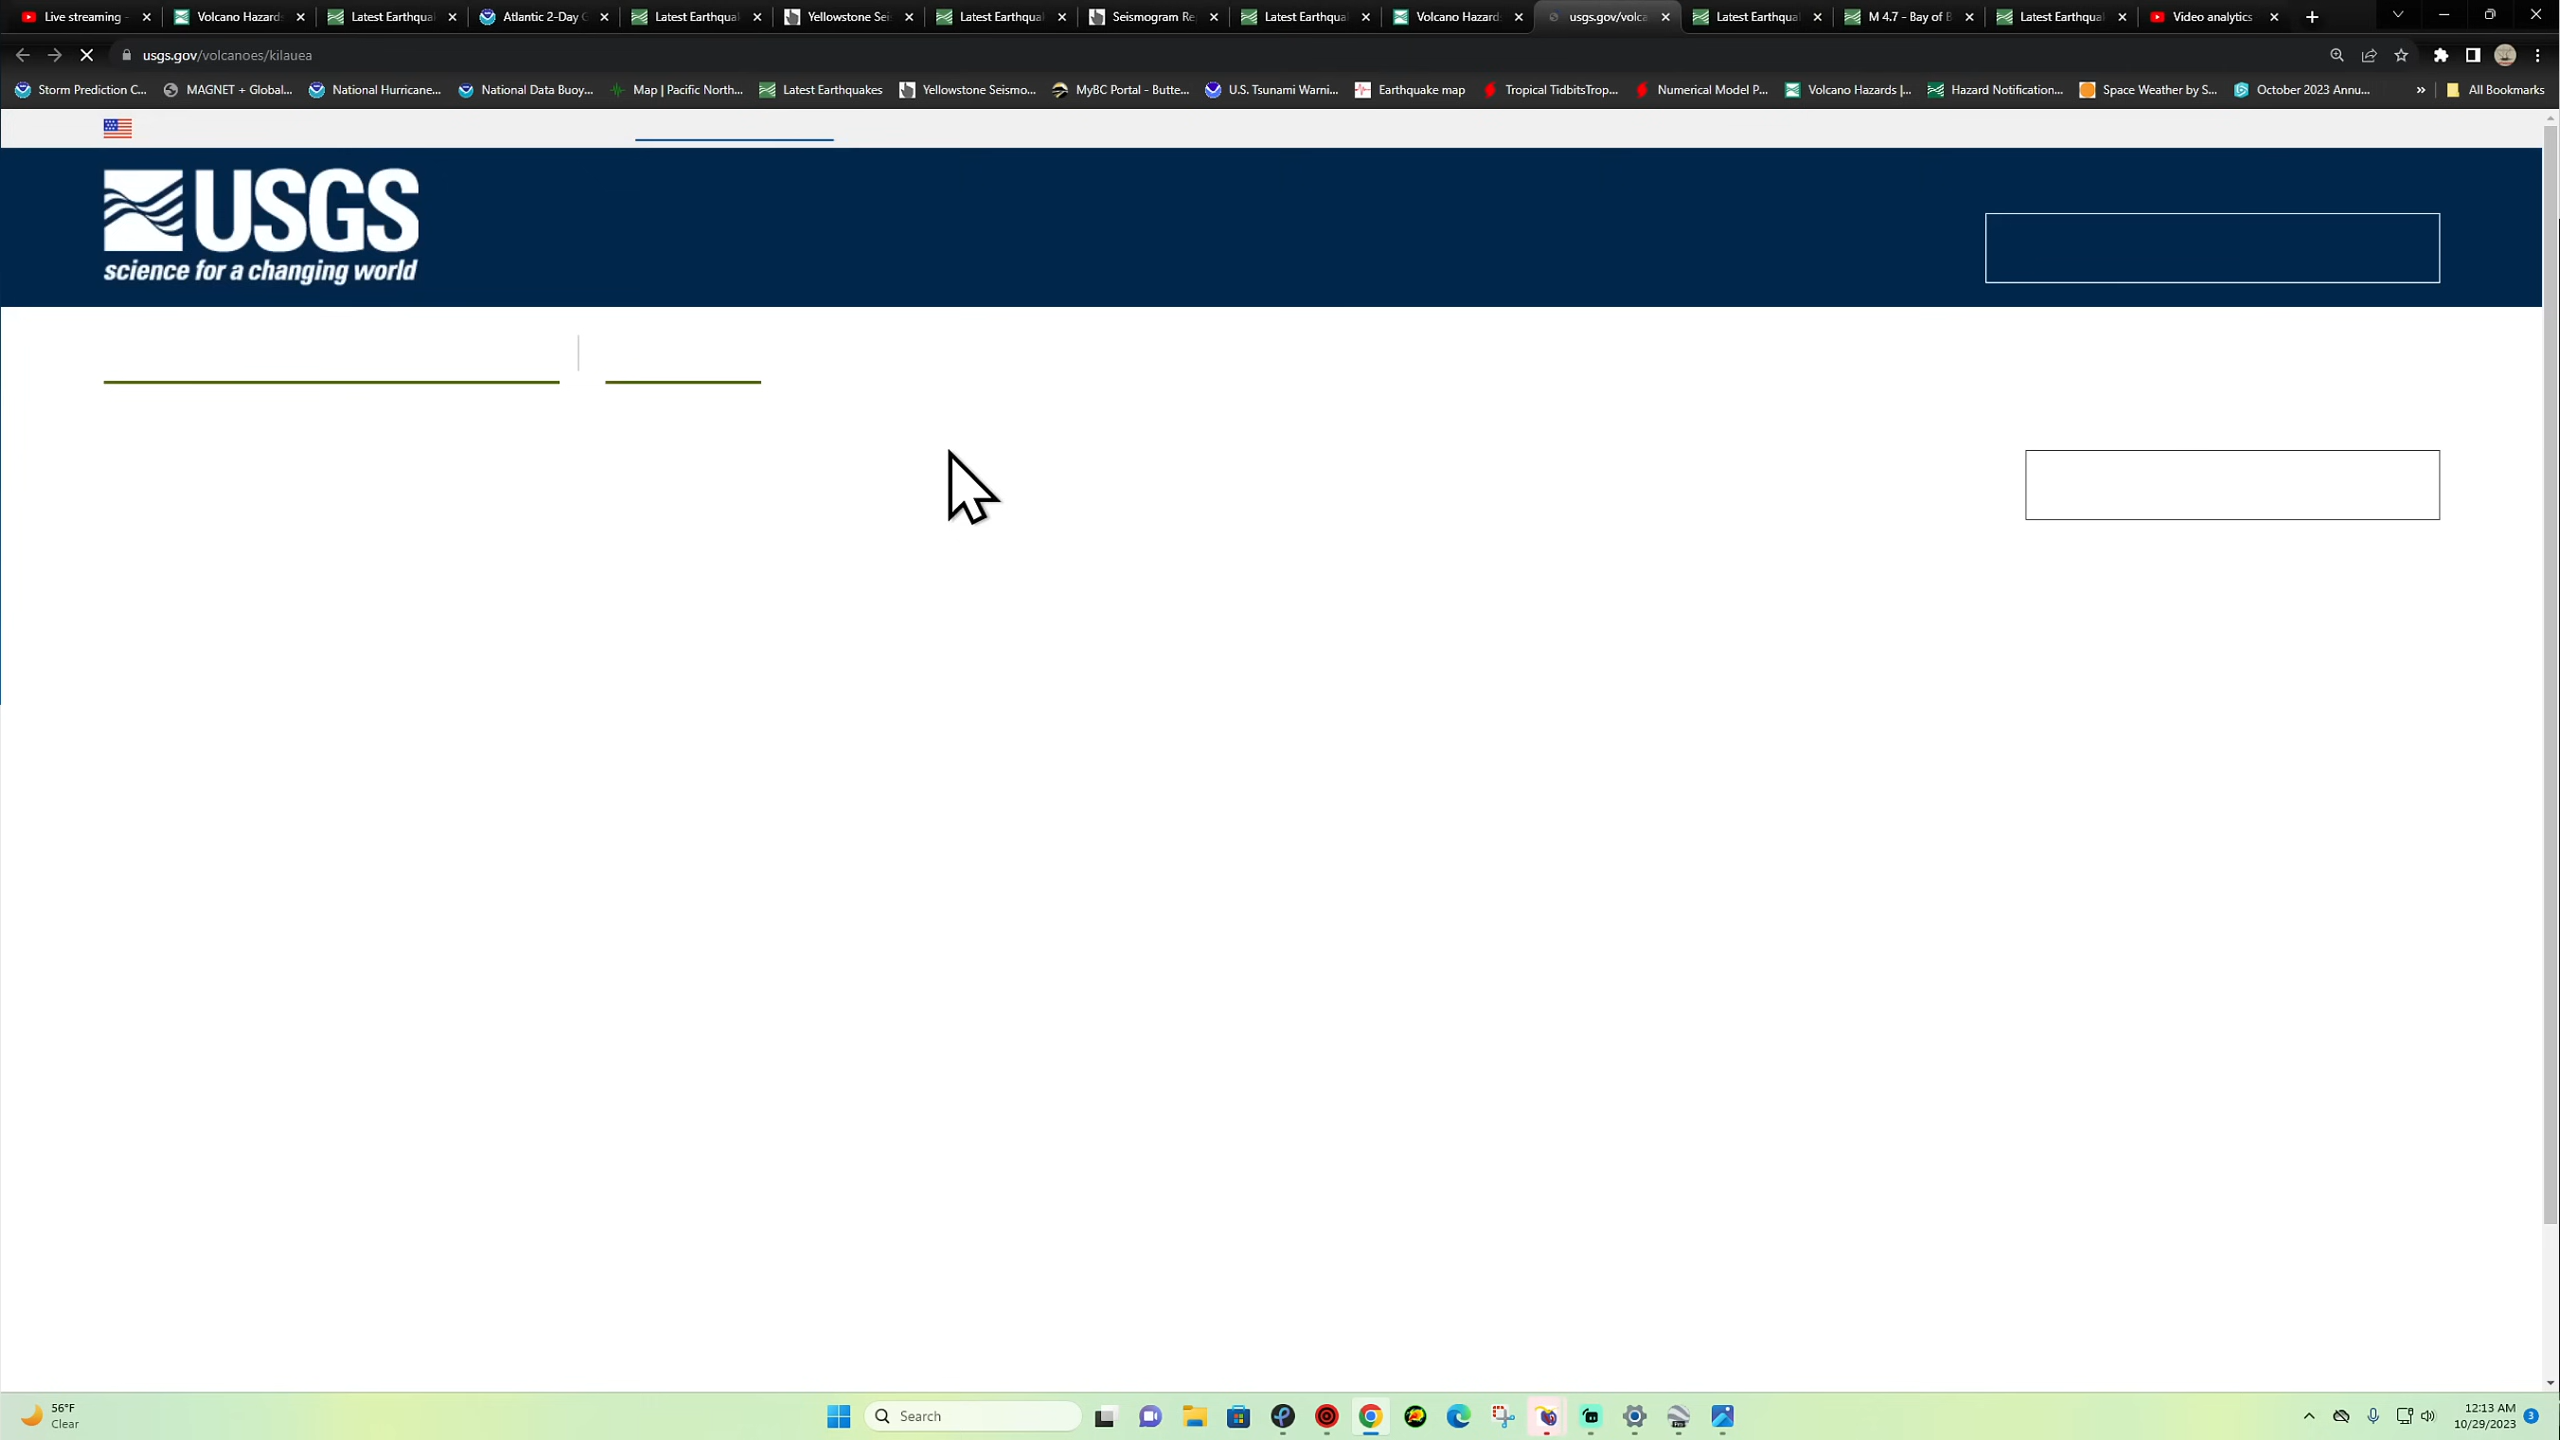 Live streaming -
Volcano Hazards
Latest Earthqua
Atlantic 2-Day G
Latest Earthqua
Yellowstone Sei
Latest Earthqua
Seismogram Re
Latest Earthqua
Volcano Hazards
usgs.gov/volca
Latest Earthqua
M 4.7 - Bay of B
Latest Earthqua
Video analytics
usgs.gov/volcanoes/kilauea
Storm Prediction C...
MAGNET + Global...
National Hurricane...
National Data Buoy...
Map | Pacific North...
Latest Earthquakes
Yellowstone Seismo...
MyBC Portal - Butte...
U.S. Tsunami Warni...
Earthquake map
Tropical TidbitsTrop...
Numerical Model P...
Volcano Hazards |...
Hazard Notification...
Space Weather by S...
October 2023 Annu...
»
All Bookmarks
USGS
science for a changing world
56°F
Clear
Search
12:13 AM
10/29/2023
3